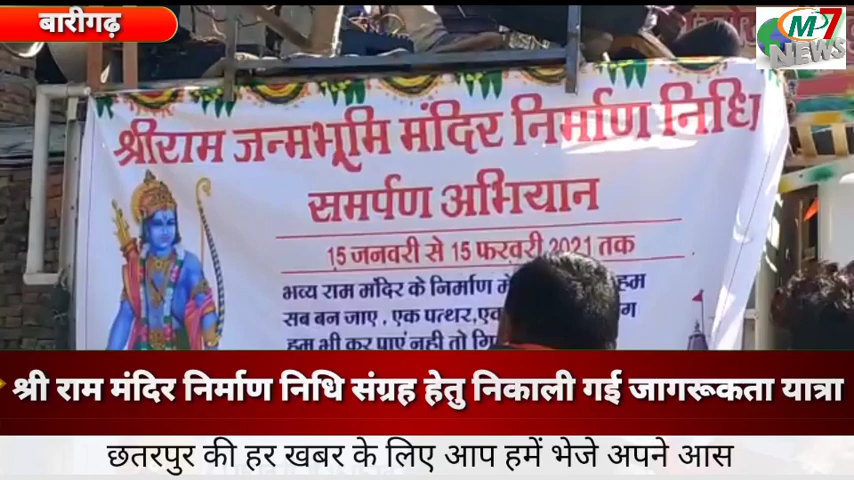 बारीगढ़
MP7
NEWS
श्रीराम जन्मभूमि मंदिर निर्माण निधि
समर्पण अभियान
15 जनवरी से 15 फरवरी 2021 तक
भव्य राम मंदिर के निर्माण में हम
सब बन जाए . एक पत्थर,
हम भी कर पाएं नही तो
श्री राम मंदिर निर्माण निधि संग्रह हेतु निकाली गई जागरूकता यात्रा
छतरपुर की हर खबर के लिए आप हमें भेजे अपने आस